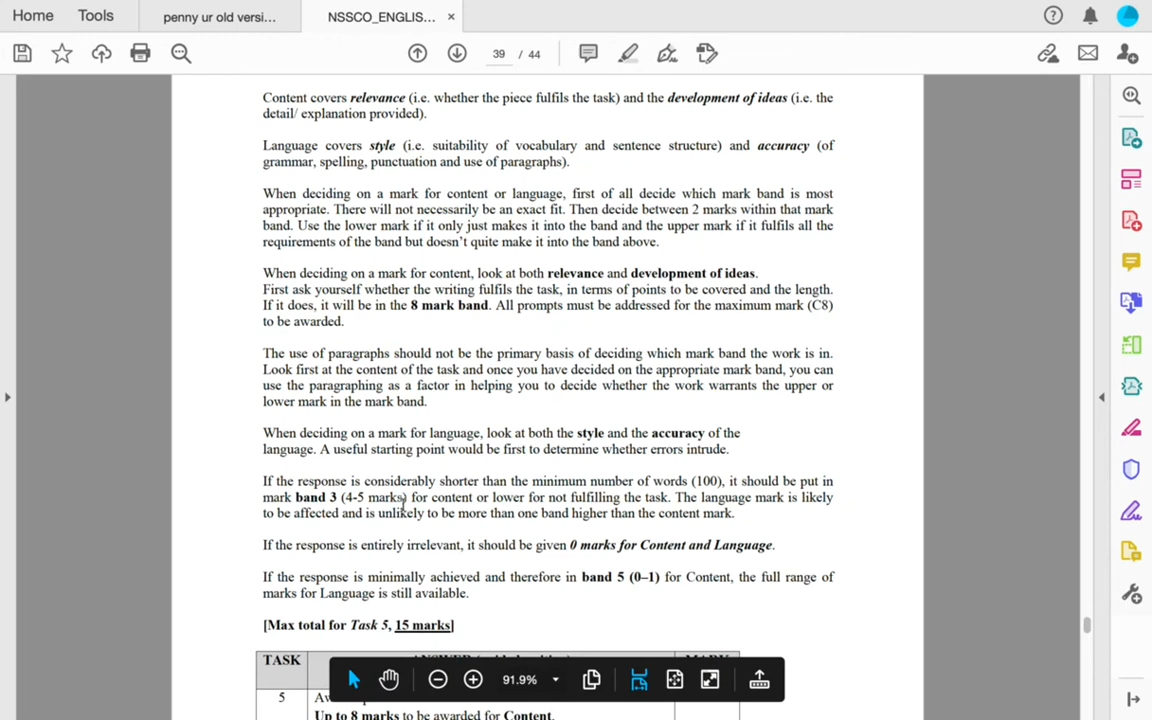 Home Tools penny ur old versi... NSSCO_ENGLIS... ×
39 / 44
Content covers relevance (i.e. whether the piece fulfils the task) and the development of ideas (i.e. the
detail/ explanation provided).
Language covers style (i.e. suitability of vocabulary and sentence structure) and accuracy (of
grammar, spelling, punctuation and use of paragraphs).
When deciding on a mark for content or language, first of all decide which mark band is most
appropriate. There will not necessarily be an exact fit. Then decide between 2 marks within that mark
band. Use the lower mark if it only just makes it into the band and the upper mark if it fulfils all the
requirements of the band but doesn't quite make it into the band above.
When deciding on a mark for content, look at both relevance and development of ideas.
First ask yourself whether the writing fulfils the task, in terms of points to be covered and the length.
If it does, it will be in the 8 mark band. All prompts must be addressed for the maximum mark (C8)
to be awarded.
The use of paragraphs should not be the primary basis of deciding which mark band the work is in.
Look first at the content of the task and once you have decided on the appropriate mark band, you can
use the paragraphing as a factor in helping you to decide whether the work warrants the upper or
lower mark in the mark band.
When deciding on a mark for language, look at both the style and the accuracy of the
language. A useful starting point would be first to determine whether errors intrude.
If the response is considerably shorter than the minimum number of words (100), it should be put in
mark band 3 (4-5 marks) for content or lower for not fulfilling the task. The language mark is likely
to be affected and is unlikely to be more than one band higher than the content mark.
If the response is entirely irrelevant, it should be given 0 marks for Content and Language.
If the response is minimally achieved and therefore in band 5 (0–1) for Content, the full range of
marks for Language is still available.
[Max total for Task 5, 15 marks]
TASK
91.9%
5
Up to 8 marks to be awarded for Content.